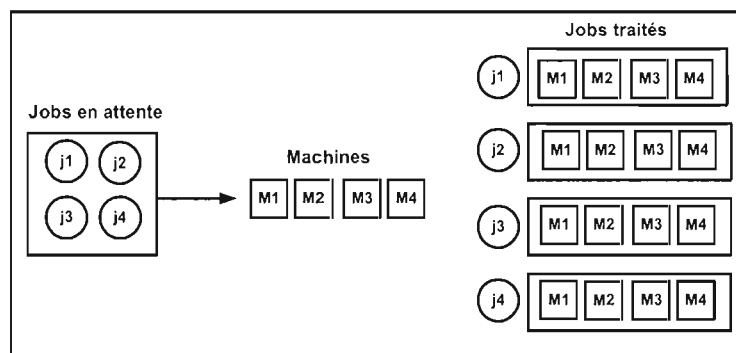 Jobs traités
j1 M1 M2 M3 M4
Jobs en attente
j1 j2
j3 j4
Machines
M1 M2 M3 M4
j2 M1 M2 M3 M4
j3 M1 M2 M3 M4
j4 M1 M2 M3 M4